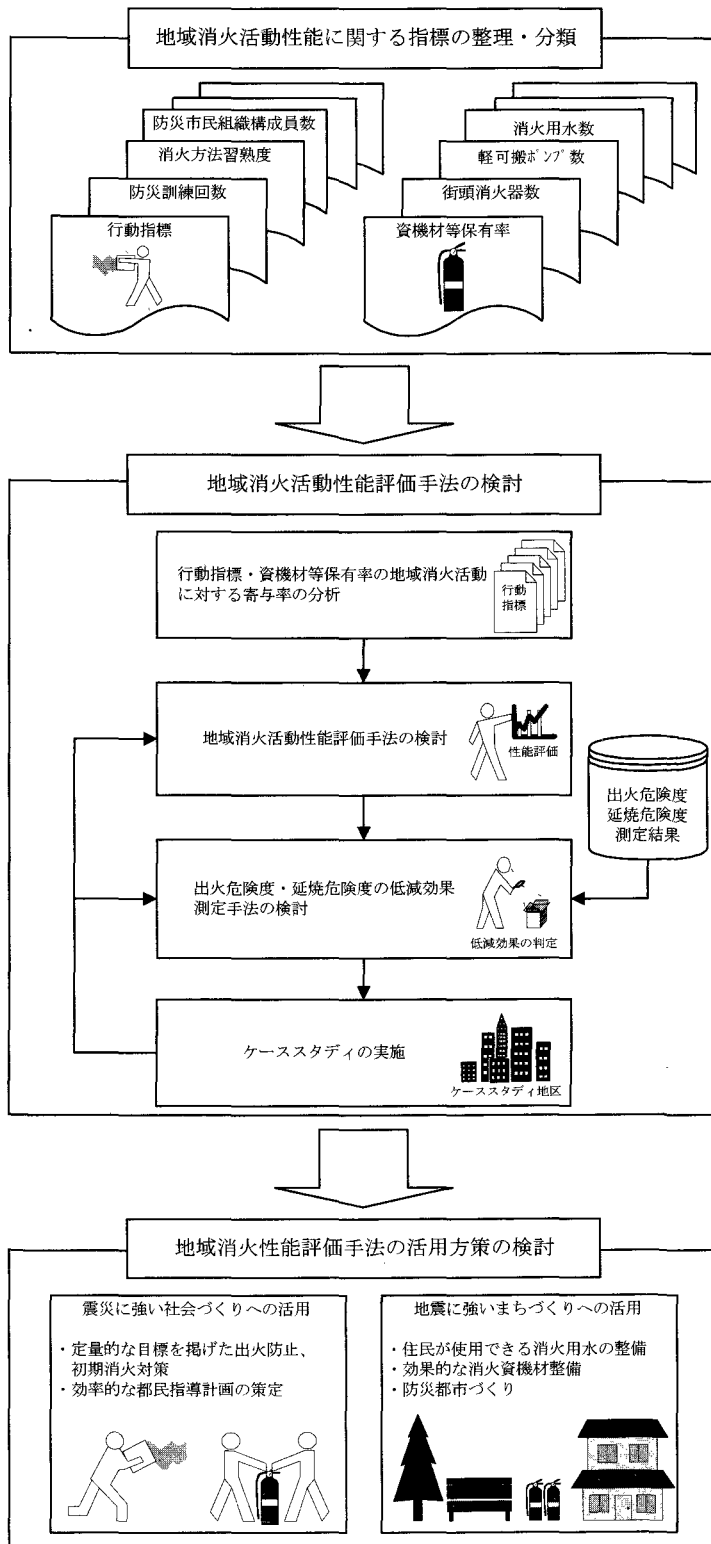 地域消火活動性能に関する指標の整理・分類
防災市民組織構成員数
消火方法習熟度
防災訓練回数
行動指標
消火用水数
軽可搬ﾎﾟﾝﾌﾟ数
街頭消火器数
資機材等保有率
地域消火活動性能評価手法の検討
行動指標・資機材等保有率の地域消火活動
に対する寄与率の分析
行動
指標
地域消火活動性能評価手法の検討
性能評価
出火危険度
延焼危険度
測定結果
出火危険度・延焼危険度の低減効果
測定手法の検討
低減効果の判定
ケーススタディの実施
ケーススタディ地区
地域消火性能評価手法の活用方策の検討
震災に強い社会づくりへの活用
・定量的な目標を掲げた出火防止、
初期消火対策
・効率的な都民指導計画の策定
地震に強いまちづくりへの活用
・住民が使用できる消火用水の整備
・効果的な消火資機材整備
・防災都市づくり